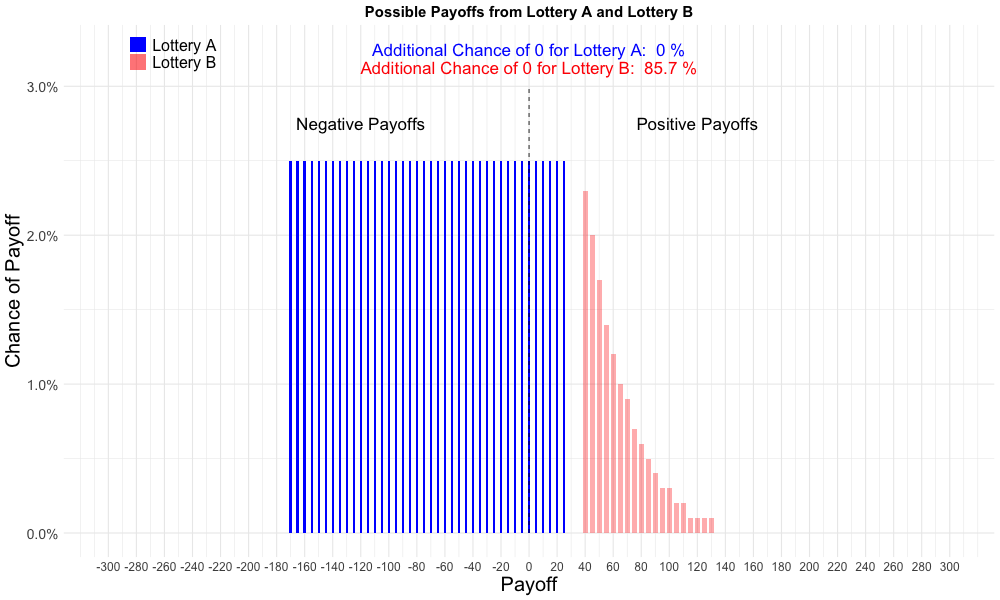 Possible Payoffs from Lottery A and Lottery B
Lottery A
Lottery B
Additional Chance of 0 for Lottery A:  0 %
Additional Chance of 0 for Lottery B:  85.7 %
Negative Payoffs
Positive Payoffs
Chance of Payoff
3.0%
2.0%
1.0%
0.0%
-300 -280 -260 -240 -220 -200 -180 -160 -140 -120 -100 -80 -60 -40 -20 0 20 40 60 80 100 120 140 160 180 200 220 240 260 280 300
Payoff